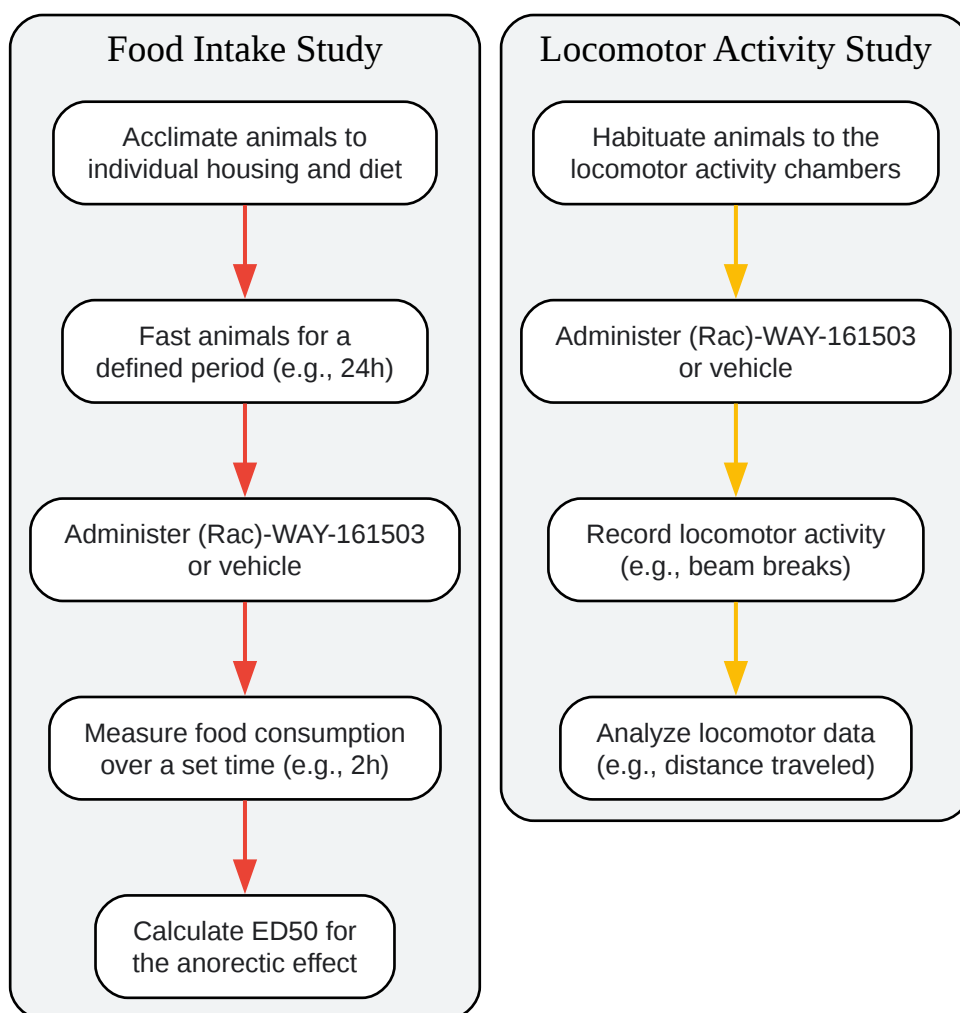 Food Intake Study
Acclimate animals to
individual housing and diet
Fast animals for a
defined period (e.g., 24h)
Administer (Rac)-WAY-161503
or vehicle
Measure food consumption
over a set time (e.g., 2h)
Calculate ED50 for
the anorectic effect
Locomotor Activity Study
Habituate animals to the
locomotor activity chambers
Administer (Rac)-WAY-161503
or vehicle
Record locomotor activity
(e.g., beam breaks)
Analyze locomotor data
(e.g., distance traveled)